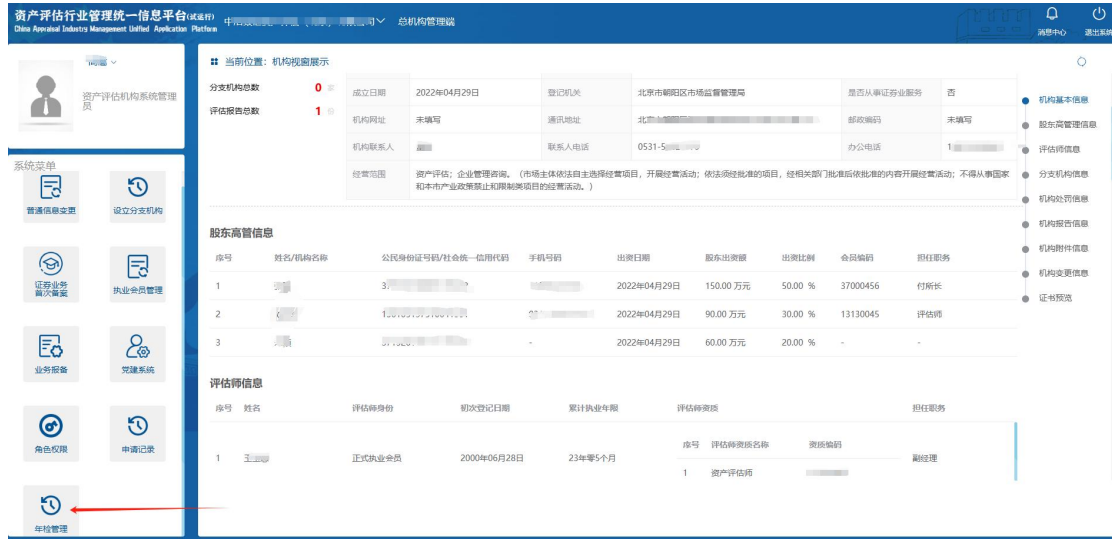 资产评估行业管理统一信息平台(试运行)
China Appraisal Industry Management Unified Application Platform
总机构管理端
消息中心
退出系统
资产评估机构系统管理员
系统菜单
普通信息变更
设立分支机构
证券业务首次备案
执业会员管理
业务报备
党建系统
角色权限
申请记录
年检管理
当前位置：机构视窗展示
分支机构总数 0
评估报告总数 1
成立日期 2022年04月29日 登记机关 北京市朝阳区市场监督管理局 是否从事证券业服务 否
机构网址 未填写 通讯地址 邮政编码 未填写
机构联系人 联系人电话 0531-5 办公电话 1
经营范围 资产评估；企业管理咨询。（市场主体依法自主选择经营项目，开展经营活动；依法须经批准的项目，经相关部门批准后依批准的内容开展经营活动；不得从事国家
和本市产业政策禁止和限制类项目的经营活动。）
股东高管信息
序号 姓名/机构名称 公民身份证号码/社会统一信用代码 手机号码 出资日期 股东出资额 出资比例 会员编码 担任职务
1 2022年04月29日 150.00 万元 50.00 % 37000456 付所长
2 2022年04月29日 90.00 万元 30.00 % 13130045 评估师
3 - 2022年04月29日 60.00 万元 20.00 % - -
评估师信息
序号 姓名 评估师身份 初次登记日期 累计执业年限 评估师资质 担任职务
序号 评估师资质名称 资质编码
1 正式执业会员 2000年06月28日 23年零5个月 副经理
1 资产评估师
机构基本信息
股东高管理信息
评估师信息
分支机构信息
机构处罚信息
机构报告信息
机构附件信息
机构变更信息
证书预览